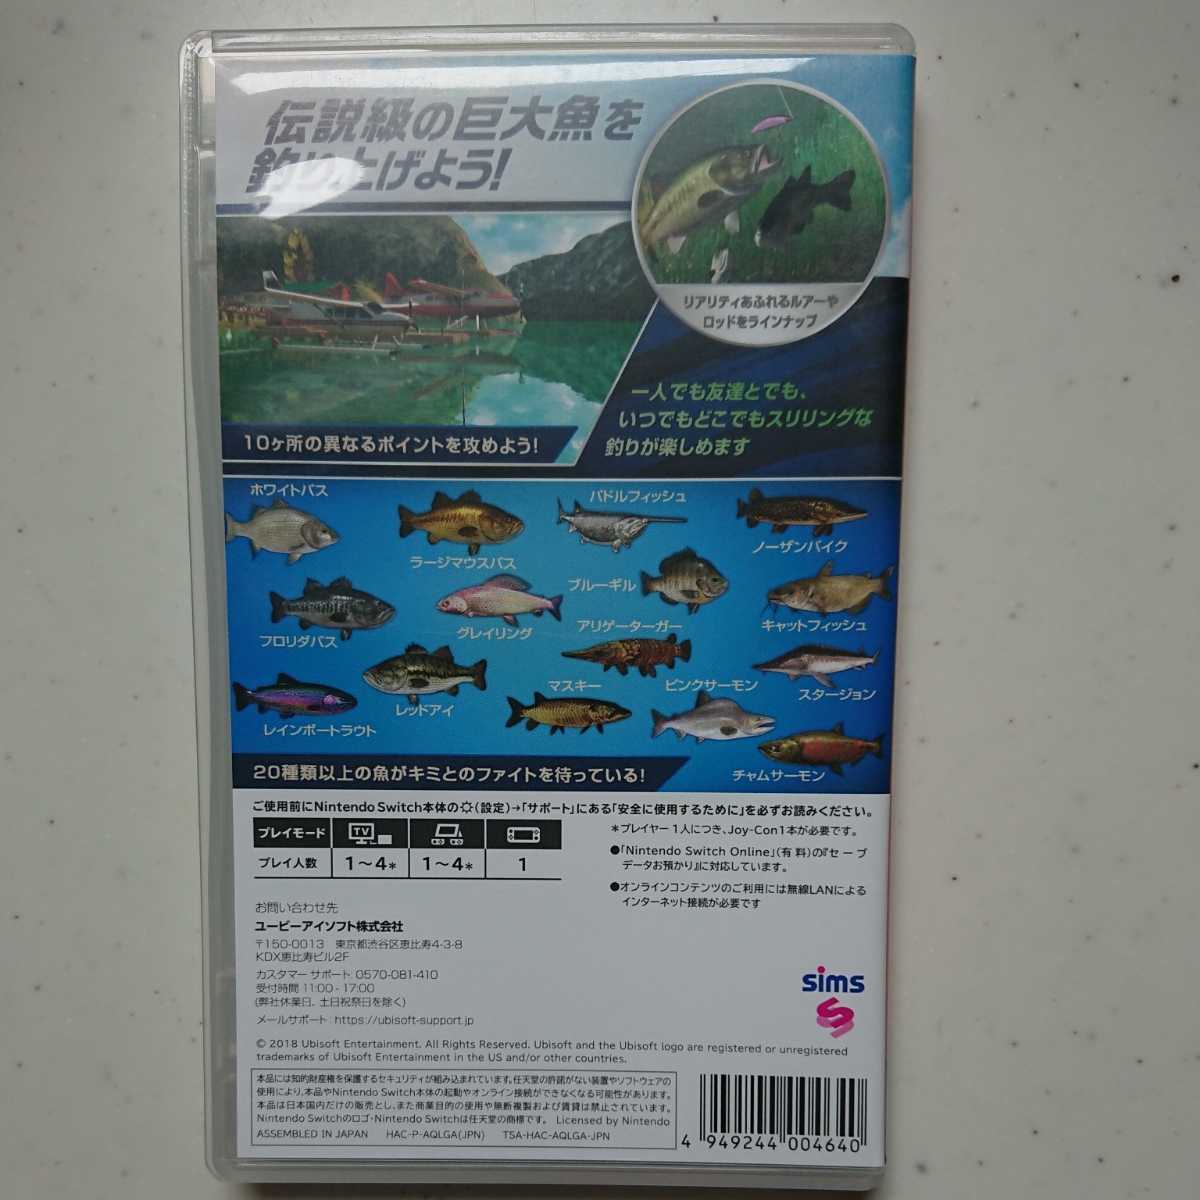 伝説級の巨大魚を
釣り上げよう!
リアリティあふれるルアーや
ロッドをラインナップ
一人でも友達とでも、
いつでもどこでもスリリングな
釣りが楽しめます
10ヶ所の異なるポイントを攻めよう!
ホワイトバス
ラージマウスバス
パドルフィッシュ
ノーザンパイク
フロリダバス
グレイリング
ブルーギル
アリゲーターガー
キャットフィッシュ
レインボートラウト
レッドアイ
マスキー
ピンクサーモン
スタージョン
チャムサーモン
20種類以上の魚がキミとのファイトを待っている!
ご使用前にNintendo Switch本体の(設定)→「サポート」にある「安全に使用するために」を必ずお読みください。
プレイモード TV
プレイ人数 1～4* 1～4* 1
*プレイヤー1人につき、Joy-Con1本が必要です。
●「Nintendo Switch Online」(有料)の『セーブ
データお預かり』に対応しています。
●オンラインコンテンツのご利用には無線LANによる
インターネット接続が必要です
お問い合わせ先
ユービーアイソフト株式会社
〒150-0013 東京都渋谷区恵比寿4-3-8
KDX恵比寿ビル2F
カスタマー サポート: 0570-081-410
受付時間 11:00 - 17:00
(弊社休業日、土日祝祭日を除く)
メールサポート: https://ubisoft-support.jp
sims
© 2018 Ubisoft Entertainment. All Rights Reserved. Ubisoft and the Ubisoft logo are registered or unregistered
trademarks of Ubisoft Entertainment in the US and/or other countries.
本品には知的財産権を保護するセキュリティが組み込まれています。任天堂の許諾がない装置やソフトウェアの
使用により、本品やNintendo Switch本体の起動やオンライン接続ができなくなる可能性があります。
本品は日本国内だけの販売とし、また商業目的の使用や無断複製および賃貸は禁止されています。
Nintendo Switchのロゴ・Nintendo Switchは任天堂の商標です。 Licensed by Nintendo
ASSEMBLED IN JAPAN HAC-P-AQLGA(JPN) TSA-HAC-AQLGA-JPN
4 949244 004640